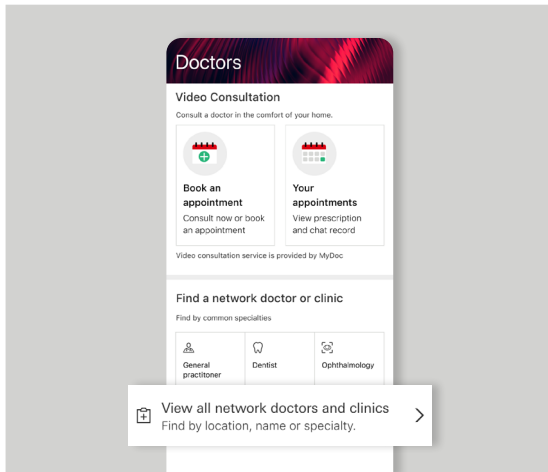 Doctors
Video Consultation
Consult a doctor in the comfort of your home.
Book an
appointment
Consult now or book
an appointment
Your
appointments
View prescription
and chat record
Video consultation service is provided by MyDoc
Find a network doctor or clinic
Find by common specialties
General
practitoner
Dentist
Ophthalmology
View all network doctors and clinics
Find by location, name or specialty.